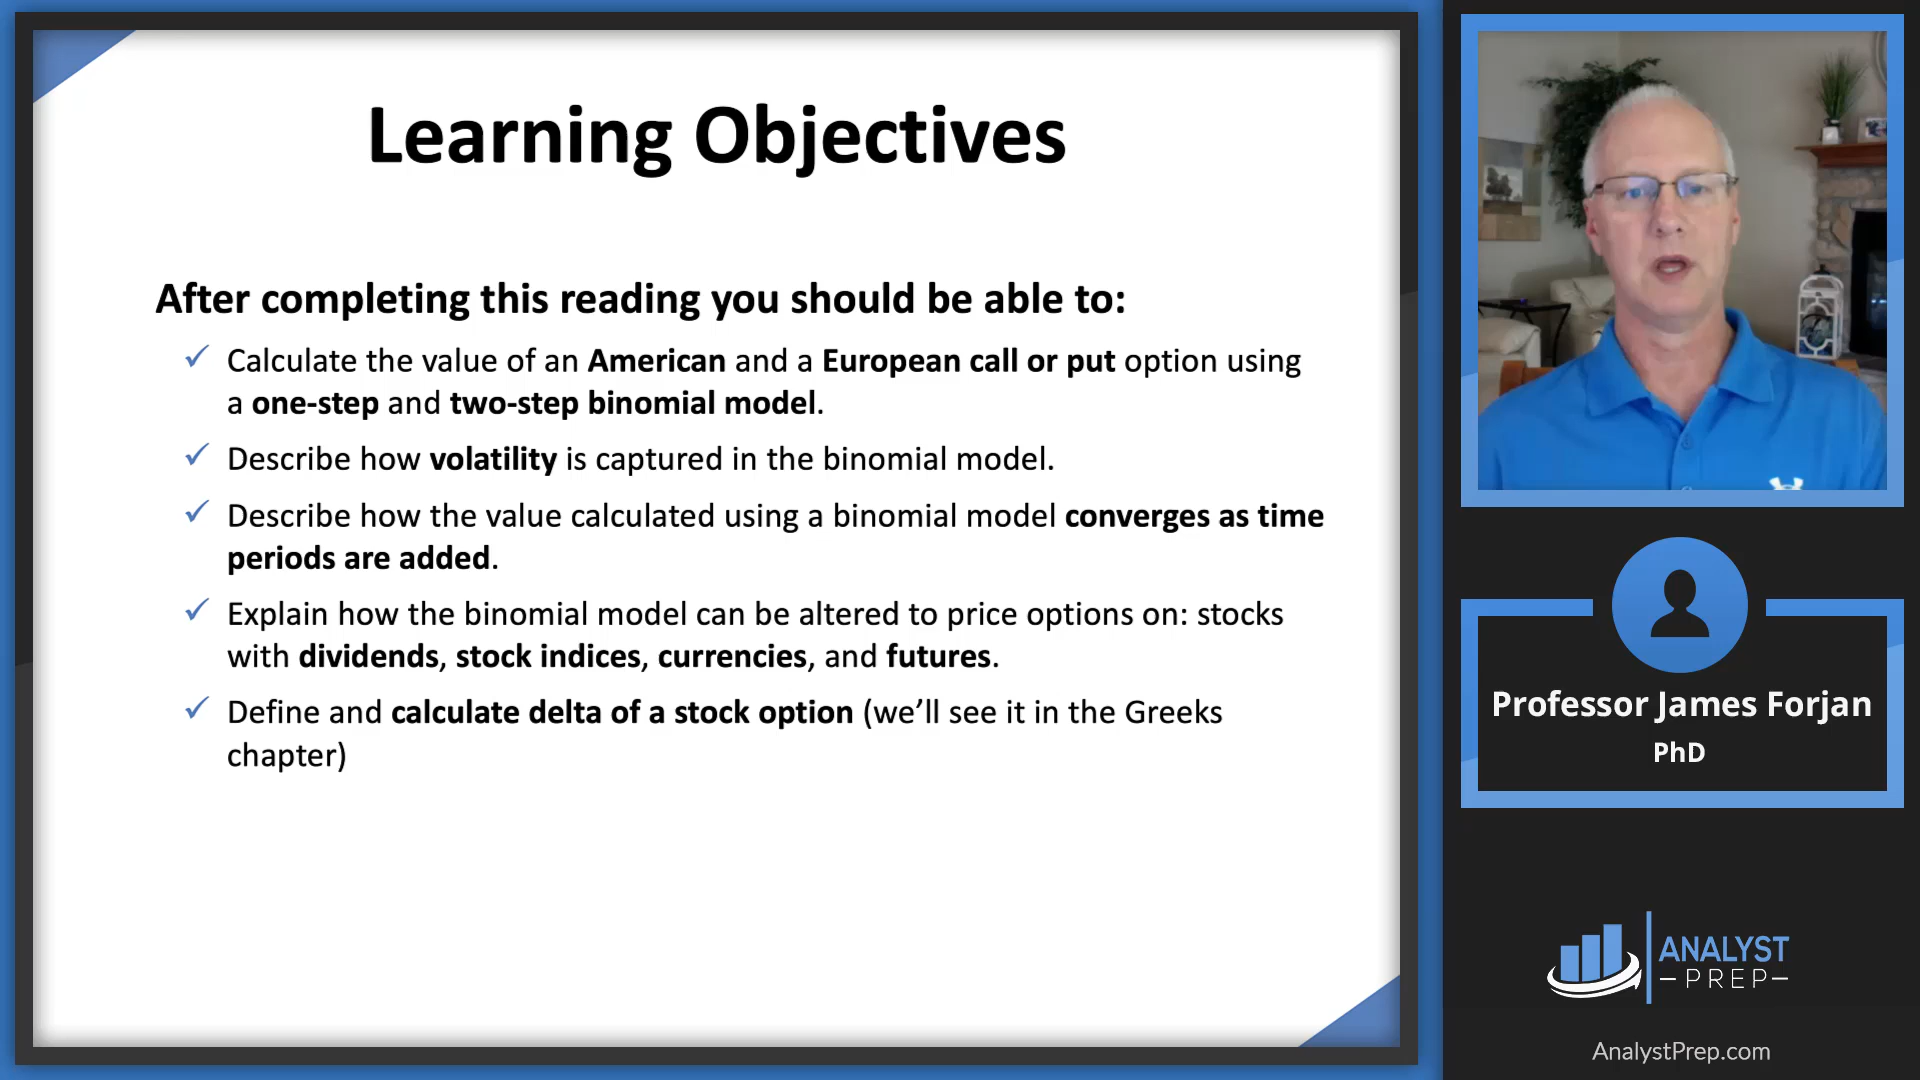 Learning Objectives
After completing this reading you should be able to:
Calculate the value of an American and a European call or put option using
a one-step and two-step binomial model.
Describe how volatility is captured in the binomial model.
Describe how the value calculated using a binomial model converges as time
periods are added.
Explain how the binomial model can be altered to price options on: stocks
with dividends, stock indices, currencies, and futures.
Define and calculate delta of a stock option (we’ll see it in the Greeks
chapter)
Professor James Forjan
PhD
ANALYST
PREP
AnalystPrep.com